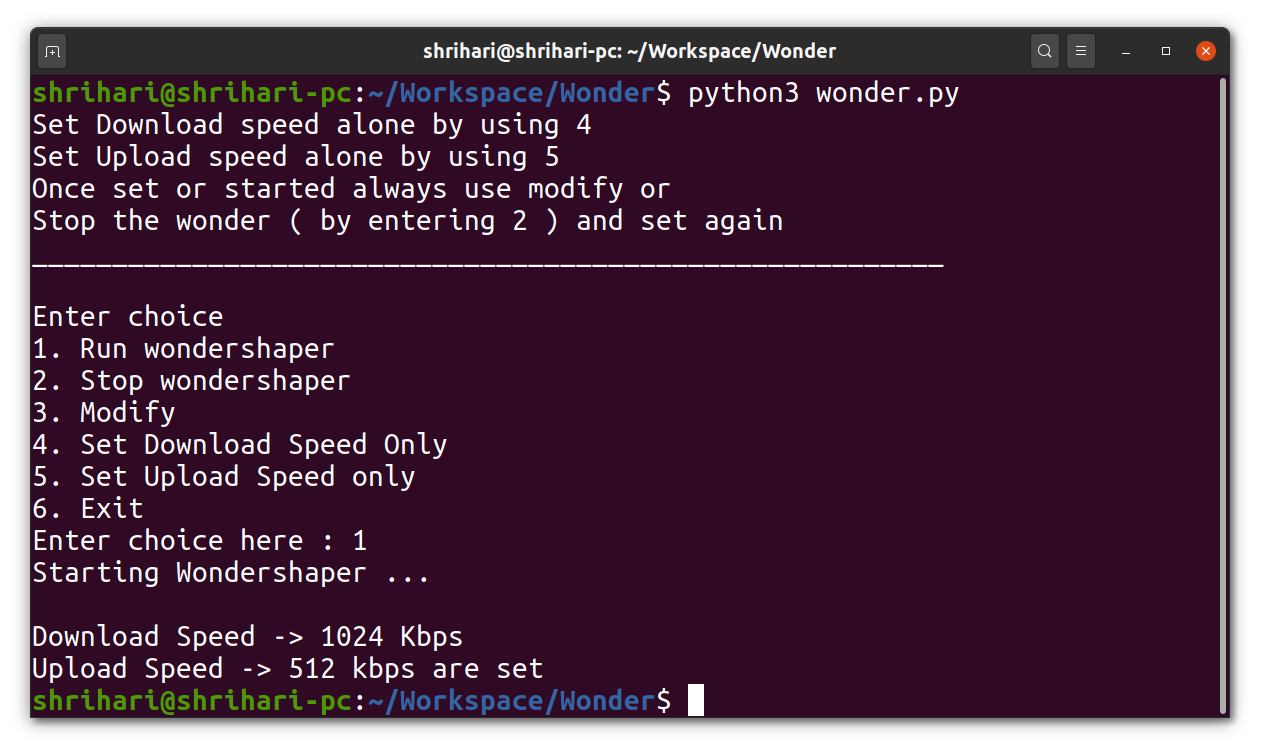 shrihari@shrihari-pc: ~/Workspace/Wonder
shrihari@shrihari-pc:~/Workspace/Wonder$ python3 wonder.py
Set Download speed alone by using 4
Set Upload speed alone by using 5
Once set or started always use modify or
Stop the wonder ( by entering 2 ) and set again
_________________________________________________________
Enter choice
1. Run wondershaper
2. Stop wondershaper
3. Modify
4. Set Download Speed Only
5. Set Upload Speed only
6. Exit
Enter choice here : 1
Starting Wondershaper ...
Download Speed -> 1024 Kbps
Upload Speed -> 512 kbps are set
shrihari@shrihari-pc:~/Workspace/Wonder$